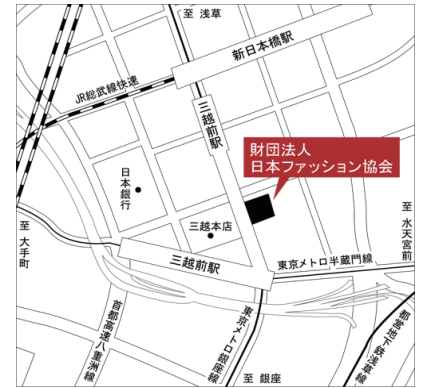 至 浅草
新日本橋駅
JR総武線快速
三越前駅
財団法人
日本ファッション協会
日本銀行
三越本店
至 大手町
至 水天宮前
三越前駅
東京メトロ半蔵門線
首都高速八重洲線
東京メトロ銀座線
都営地下鉄浅草線
至 銀座